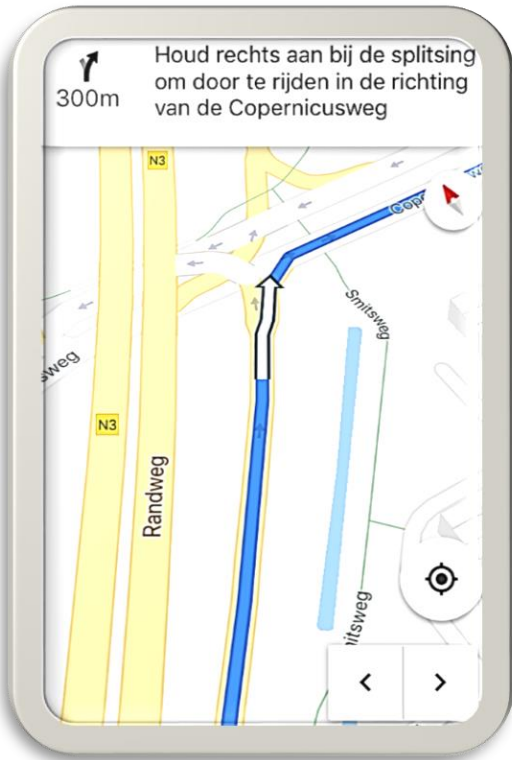 Houd rechts aan bij de splitsing
om door te rijden in de richting
van de Copernicusweg
300m
N3
Smitsweg
N3
Randweg